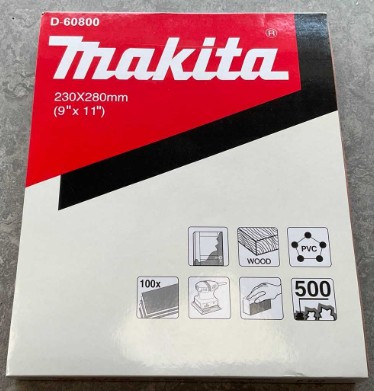 D-60800
makita®
230X280mm
(9"x 11")
WOOD
PVC
100x
500